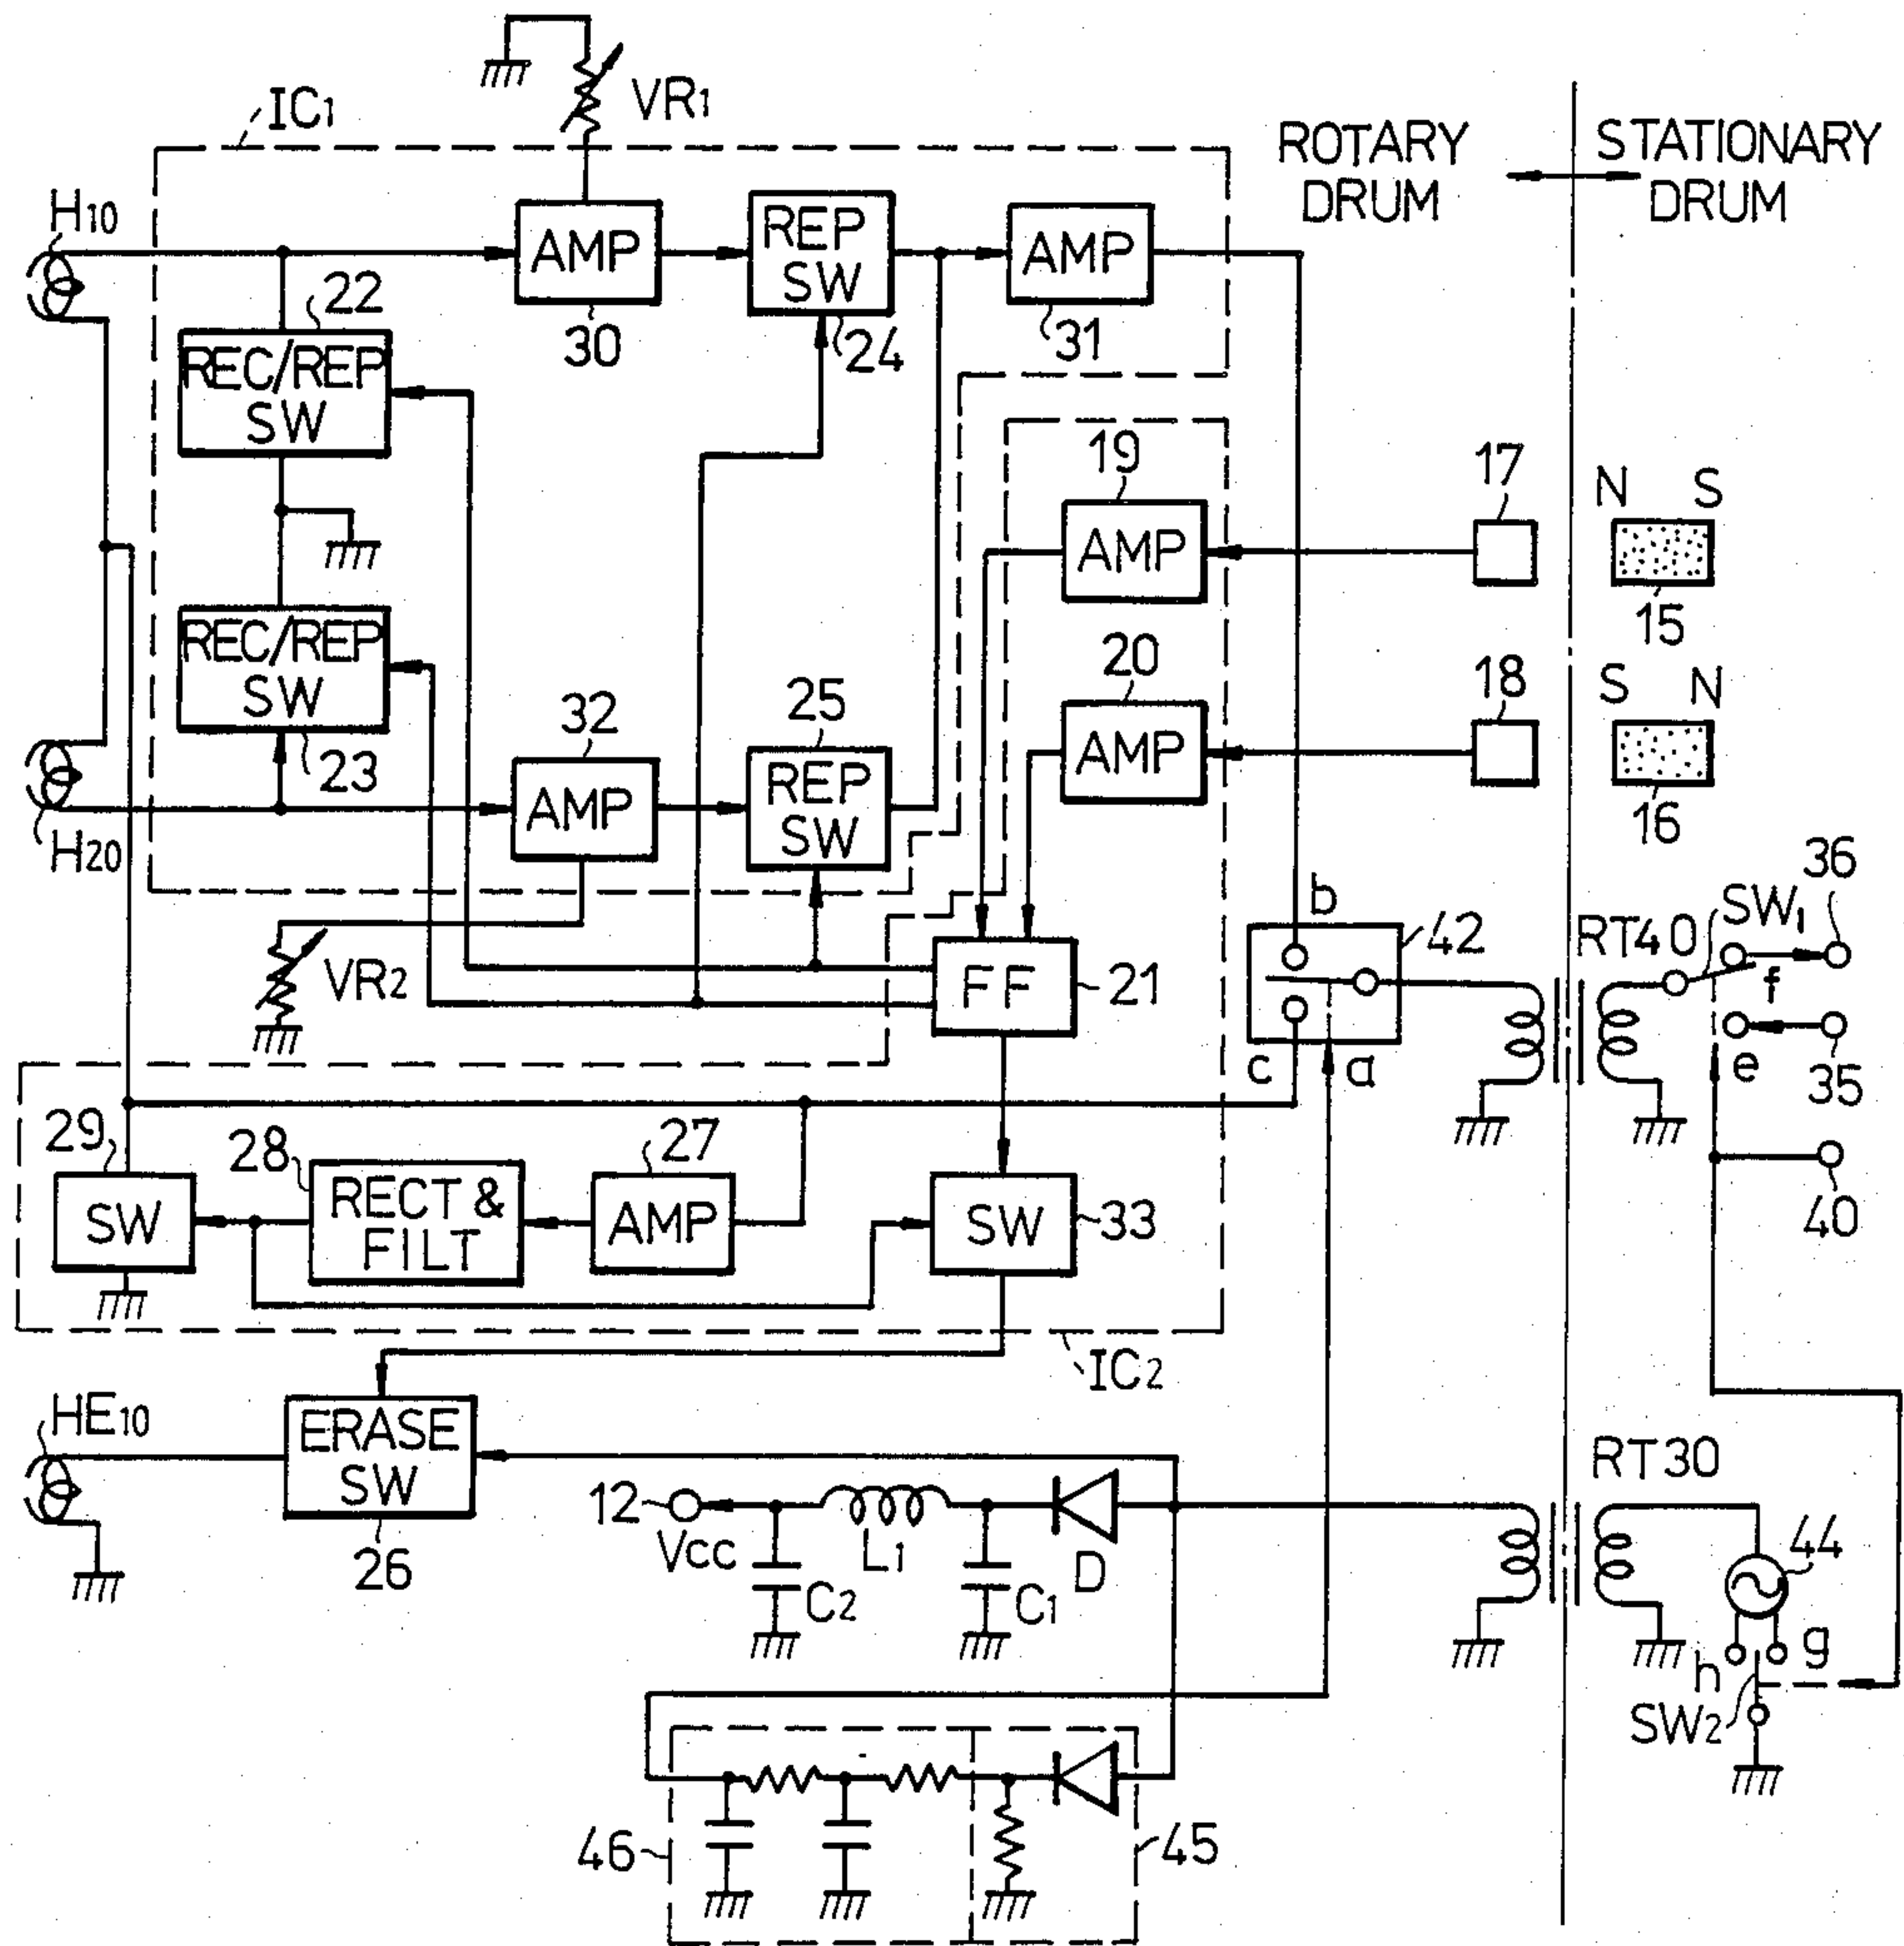 IC1
VR1
ROTARY
DRUM
STATIONARY
DRUM
H10
22
REC/REP
SW
AMP
30
REP
SW
24
AMP
31
19
AMP
17
N S
15
REC/REP
SW
23
20
AMP
18
S N
16
H20
32
AMP
25
REP
SW
VR2
FF
21
b
42
c
a
RT40
SW1
36
f
e
35
40
29
SW
28
RECT &
FILT
27
AMP
SW
33
IC2
HE10
ERASE
SW
26
12
Vcc
L1
C2
C1
D
RT30
44
h
g
SW2
46
45